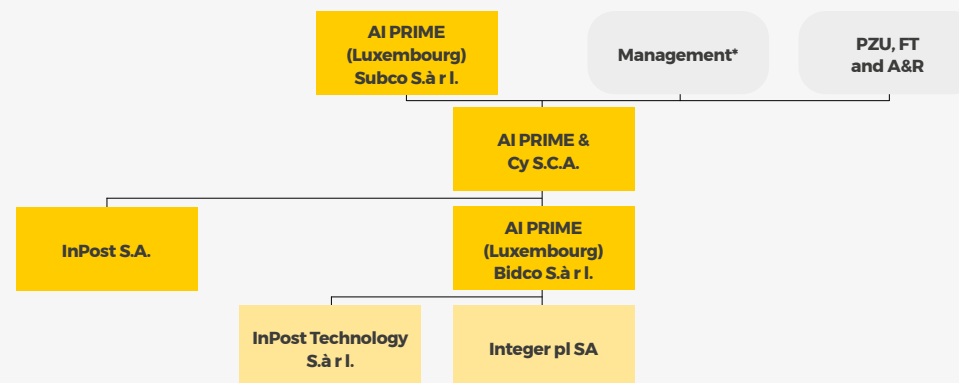 AI PRIME
(Luxembourg)
Subco S.à r l.
Management*
PZU, FT
and A&R
AI PRIME &
Cy S.C.A.
InPost S.A.
AI PRIME
(Luxembourg)
Bidco S.à r l.
InPost Technology
S.à r l.
Integer pl SA